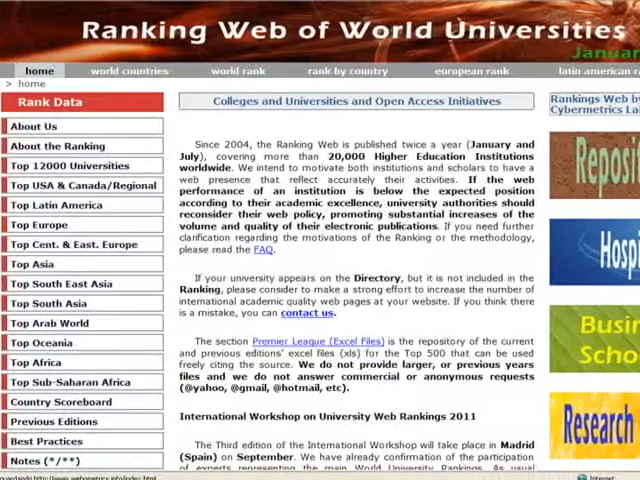 Ranking Web of World Universities
home
world countries
world rank
rank by country
european rank
latin american
> home
Rank Data
About Us
About the Ranking
Top 12000 Universities
Top USA & Canada/Regional
Top Latin America
Top Europe
Top Cent. & East. Europe
Top Asia
Top South East Asia
Top South Asia
Top Arab World
Top Oceania
Top Africa
Top Sub-Saharan Africa
Country Scoreboard
Previous Editions
Best Practices
Notes (*/**)
Colleges and Universities and Open Access Initiatives
Since 2004, the Ranking Web is published twice a year (January and
July), covering more than 20,000 Higher Education Institutions
worldwide. We intend to motivate both institutions and scholars to have a
web presence that reflect accurately their activities. If the web
performance of an institution is below the expected position
according to their academic excellence, university authorities should
reconsider their web policy, promoting substantial increases of the
volume and quality of their electronic publications. If you need further
clarification regarding the motivations of the Ranking or the methodology,
please read the FAQ.
If your university appears on the Directory, but it is not included in the
Ranking, please consider to make a strong effort to increase the number of
international academic quality web pages at your website. If you think there
is a mistake, you can contact us.
The section Premier League (Excel Files) is the repository of the current
and previous editions' excel files (xls) for the Top 500 that can be used
freely citing the source. We do not provide larger, or previous years
files and we do not answer commercial or anonymous requests
(@yahoo, @gmail, @hotmail, etc).
International Workshop on University Web Rankings 2011
The Third edition of the International Workshop will take place in Madrid
(Spain) on September. We have already confirmation of the participation
of experts representing the main World University Rankings. As usual
Rankings Web by
Cybermetrics La
Reposi
Hospi
Busin
Scho
Research
Internet